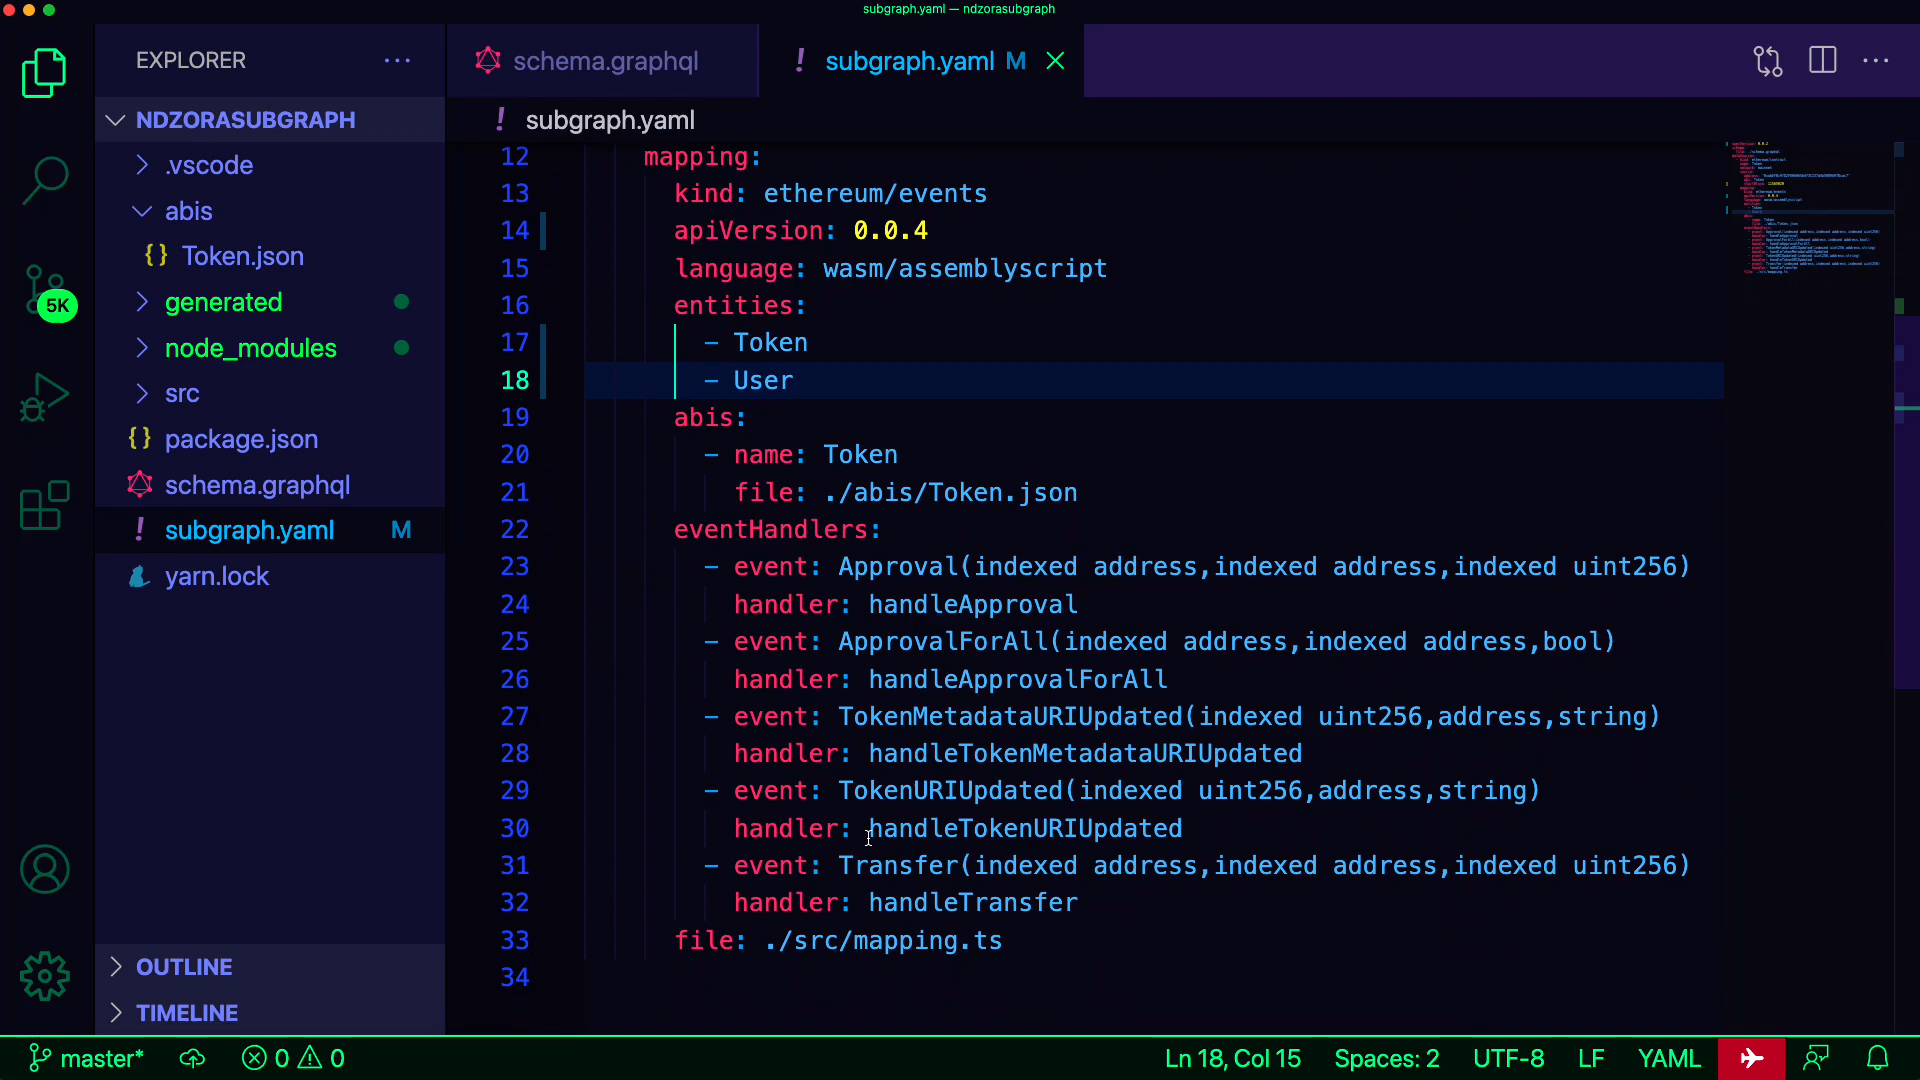 subgraph.yaml — ndzorasubgraph
EXPLORER
schema.graphql
! subgraph.yaml M
NDZORASUBGRAPH
.vscode
abis
{} Token.json
generated
node_modules
src
{} package.json
schema.graphql
! subgraph.yaml M
yarn.lock
OUTLINE
TIMELINE
5K
! subgraph.yaml
12 mapping:
13 kind: ethereum/events
14 apiVersion: 0.0.4
15 language: wasm/assemblyscript
16 entities:
17 - Token
18 - User
19 abis:
20 - name: Token
21 file: ./abis/Token.json
22 eventHandlers:
23 - event: Approval(indexed address,indexed address,indexed uint256)
24 handler: handleApproval
25 - event: ApprovalForAll(indexed address,indexed address,bool)
26 handler: handleApprovalForAll
27 - event: TokenMetadataURIUpdated(indexed uint256,address,string)
28 handler: handleTokenMetadataURIUpdated
29 - event: TokenURIUpdated(indexed uint256,address,string)
30 handler: handleTokenURIUpdated
31 - event: Transfer(indexed address,indexed address,indexed uint256)
32 handler: handleTransfer
33 file: ./src/mapping.ts
34
master* 0 0 Ln 18, Col 15 Spaces: 2 UTF-8 LF YAML